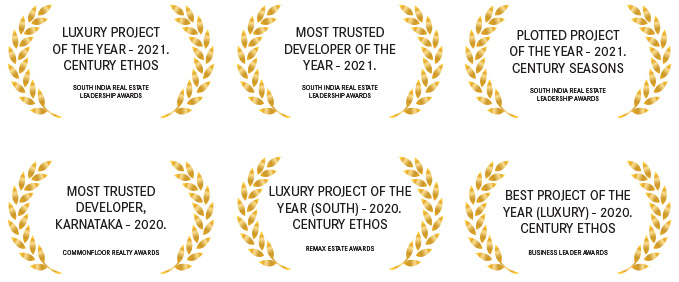 LUXURY PROJECT
OF THE YEAR - 2021.
CENTURY ETHOS
SOUTH INDIA REAL ESTATE
LEADERSHIP AWARDS
MOST TRUSTED
DEVELOPER OF THE
YEAR - 2021.
SOUTH INDIA REAL ESTATE
LEADERSHIP AWARDS
PLOTTED PROJECT
OF THE YEAR - 2021.
CENTURY SEASONS
SOUTH INDIA REAL ESTATE
LEADERSHIP AWARDS
MOST TRUSTED
DEVELOPER,
KARNATAKA - 2020.
COMMONFLOOR REALTY AWARDS
LUXURY PROJECT OF THE
YEAR (SOUTH) - 2020.
CENTURY ETHOS
REMAX ESTATE AWARDS
BEST PROJECT OF THE
YEAR (LUXURY) - 2020.
CENTURY ETHOS
BUSINESS LEADER AWARDS